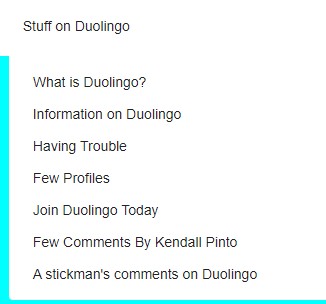 Stuff on Duolingo
What is Duolingo?
Information on Duolingo
Having Trouble
Few Profiles
Join Duolingo Today
Few Comments By Kendall Pinto
A stickman's comments on Duolingo